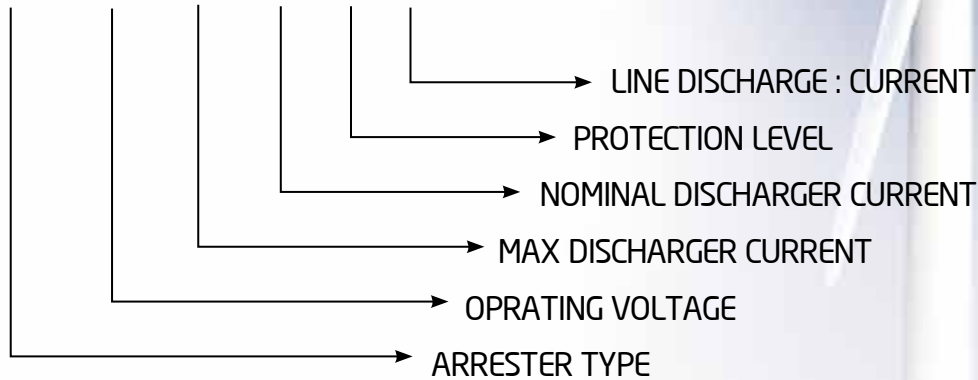 LINE DISCHARGE : CURRENT
PROTECTION LEVEL
NOMINAL DISCHARGER CURRENT
MAX DISCHARGER CURRENT
OPRATING VOLTAGE
ARRESTER TYPE